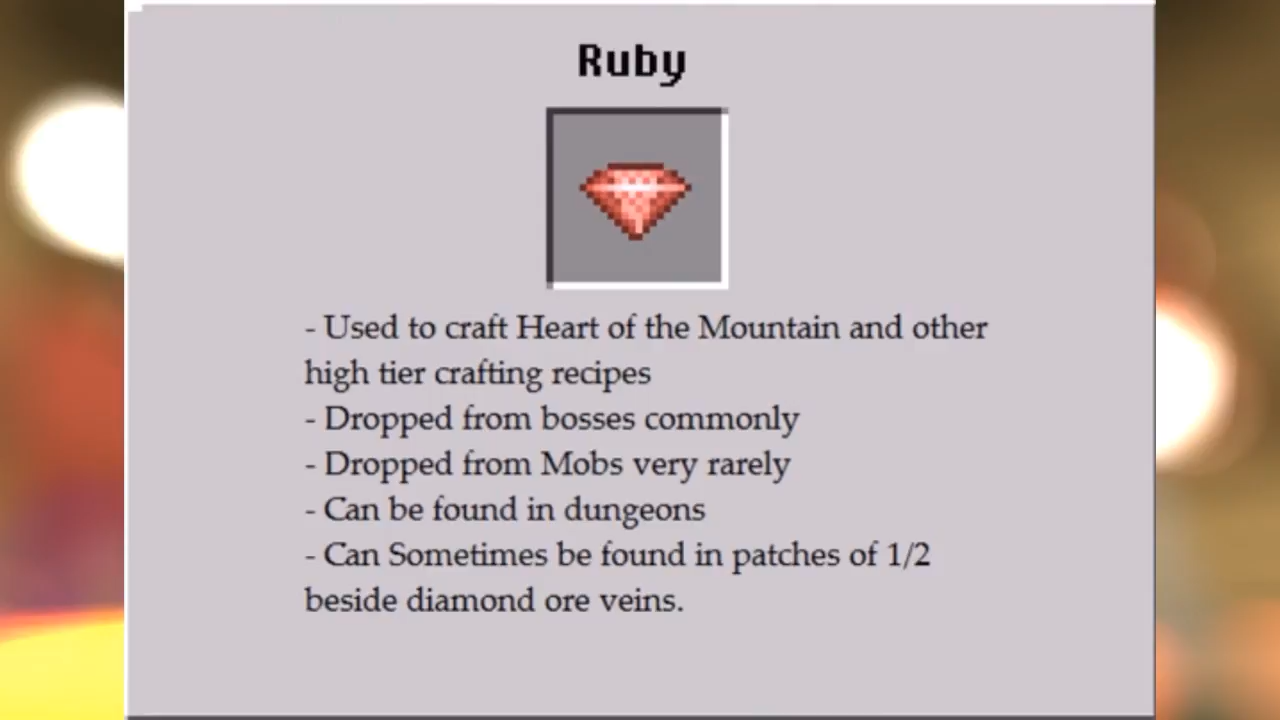 Ruby
- Used to craft Heart of the Mountain and other
high tier crafting recipes
- Dropped from bosses commonly
- Dropped from Mobs very rarely
- Can be found in dungeons
- Can Sometimes be found in patches of 1/2
beside diamond ore veins.